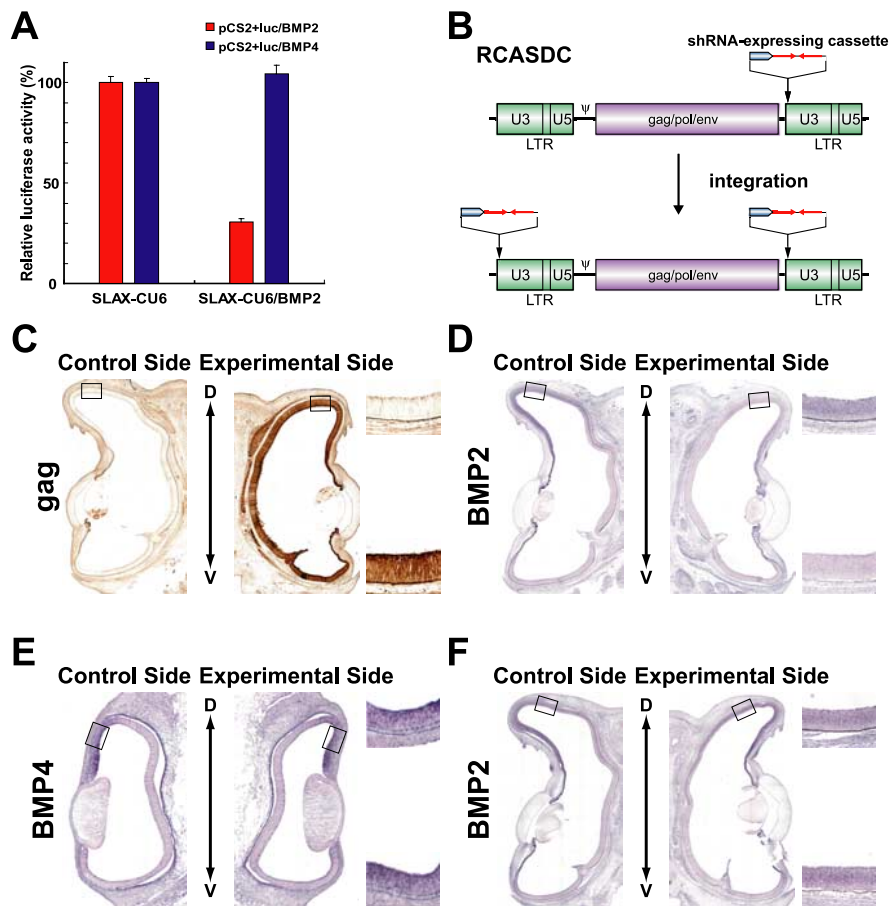 A
pCS2+luc/BMP2
pCS2+luc/BMP4
Relative luciferase activity (%)
100
50
0
SLAX-CU6
SLAX-CU6/BMP2
B
RCASDC
shRNA-expressing cassette
U3
U5
ψ
gag/pol/env
U3
U5
LTR
LTR
integration
U3
U5
ψ
gag/pol/env
U3
U5
LTR
LTR
C
Control Side Experimental Side
gag
D
V
D
Control Side Experimental Side
BMP2
D
V
E
Control Side Experimental Side
BMP4
D
V
F
Control Side Experimental Side
BMP2
D
V